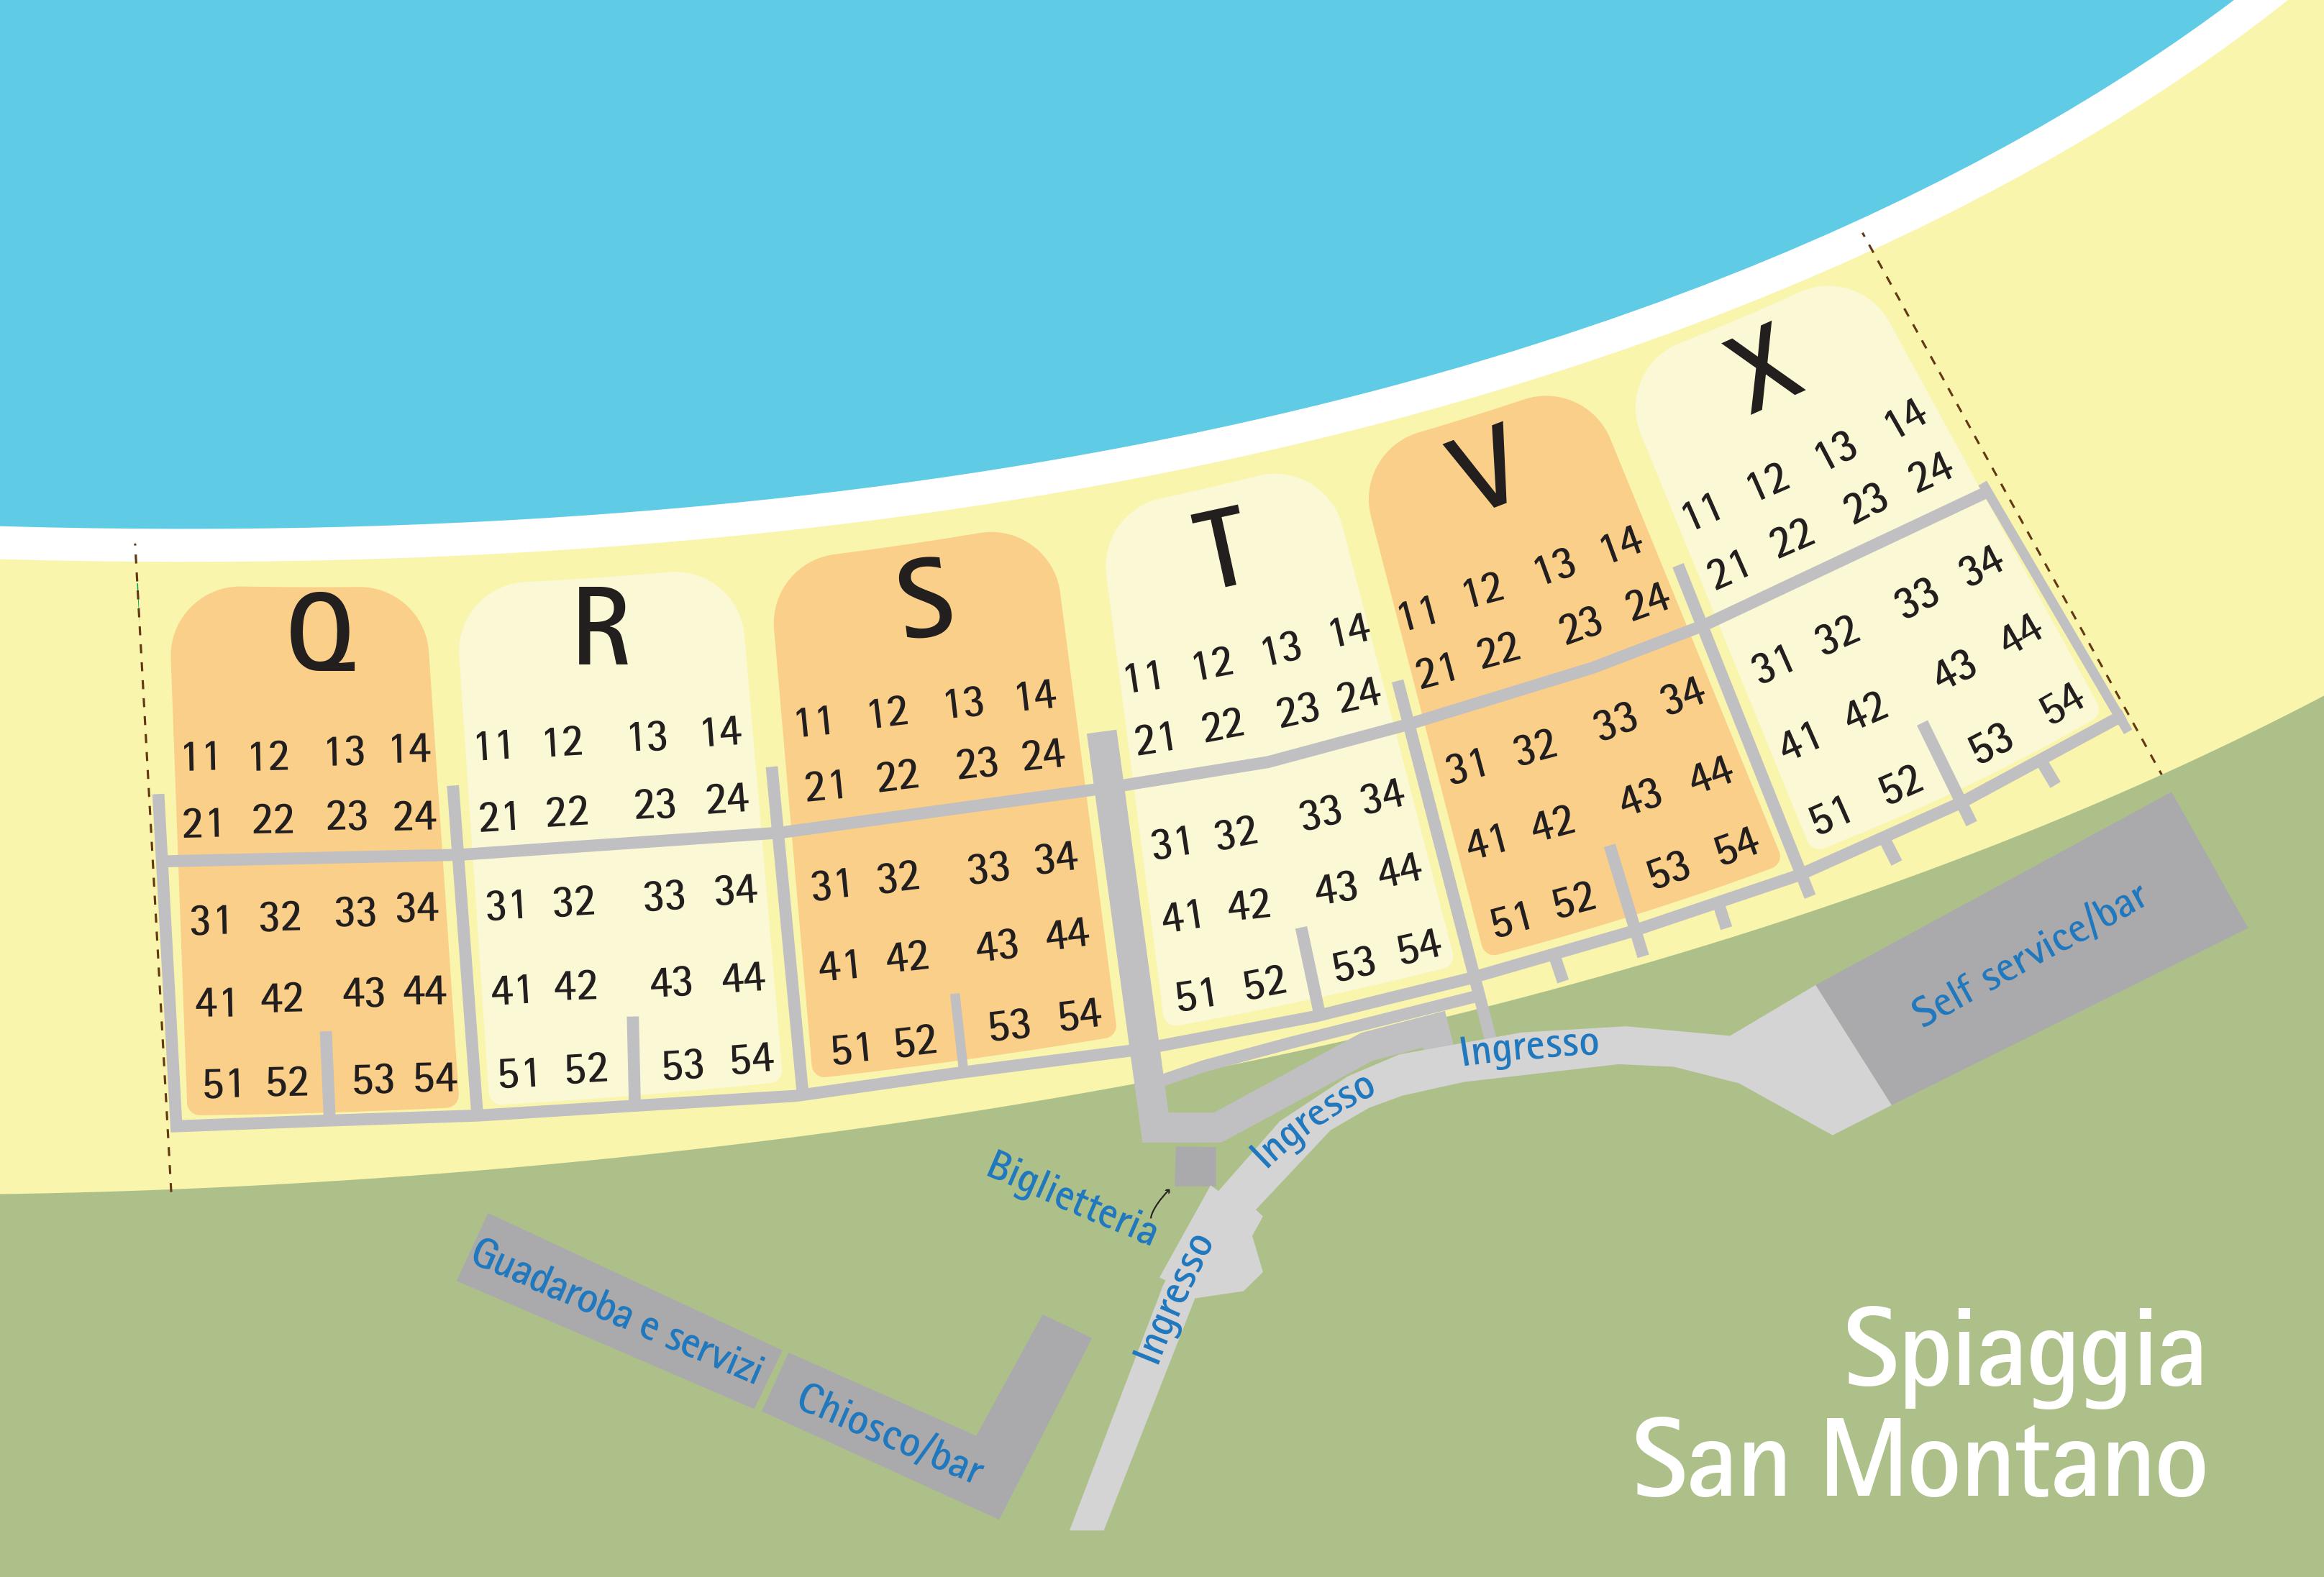 Q
11 12 13 14
21 22 23 24
31 32 33 34
41 42 43 44
51 52 53 54
R
11 12 13 14
21 22 23 24
31 32 33 34
41 42 43 44
51 52 53 54
S
11 12 13 14
21 22 23 24
31 32 33 34
41 42 43 44
51 52 53 54
T
11 12 13 14
21 22 23 24
31 32 33 34
41 42 43 44
51 52 53 54
V
11 12 13 14
21 22 23 24
31 32 33 34
41 42 43 44
51 52 53 54
X
11 12 13 14
21 22 23 24
31 32 33 34
41 42 43 44
51 52 53 54
Self service/bar
Ingresso
Ingresso
Biglietteria
Ingresso
Guadaroba e servizi
Chiosco/bar
Spiaggia
San Montano